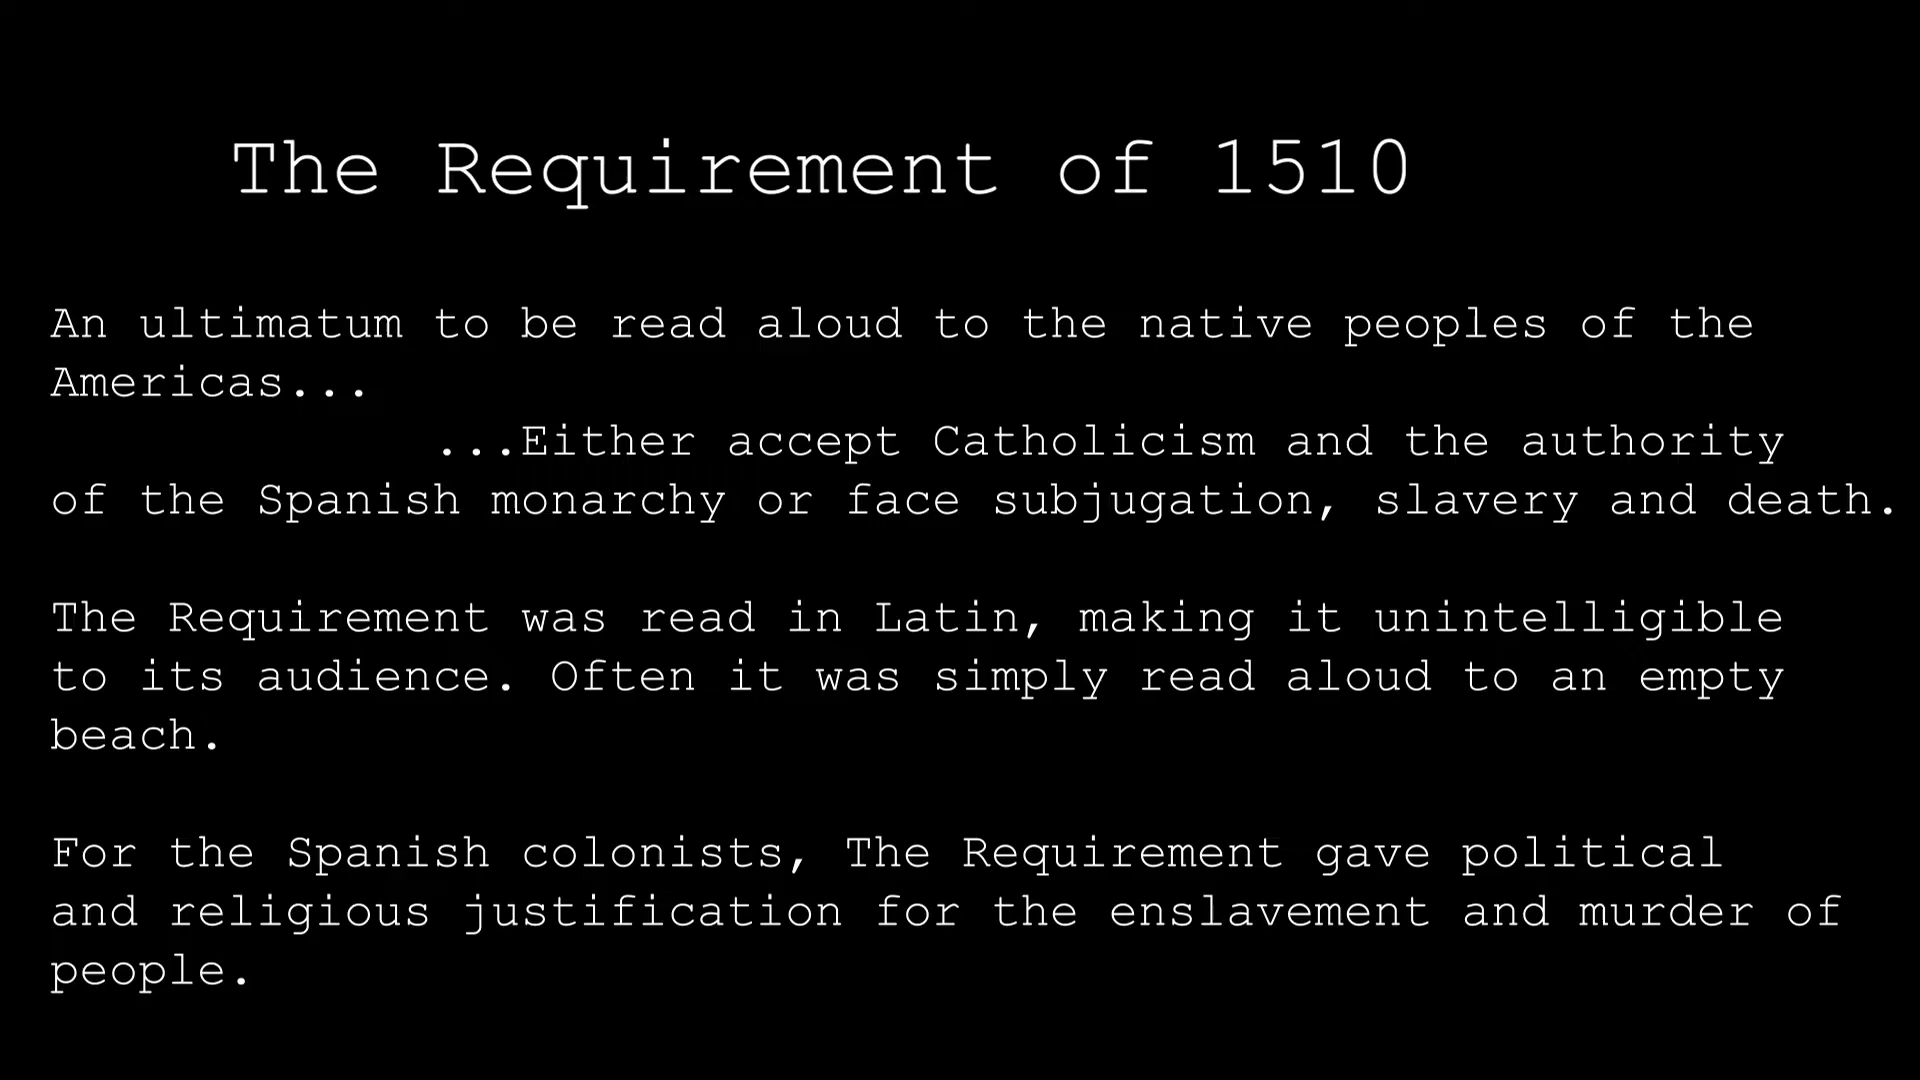 The Requirement of 1510
An ultimatum to be read aloud to the native peoples of the
Americas...
...Either accept Catholicism and the authority
of the Spanish monarchy or face subjugation, slavery and death.
The Requirement was read in Latin, making it unintelligible
to its audience. Often it was simply read aloud to an empty
beach.
For the Spanish colonists, The Requirement gave political
and religious justification for the enslavement and murder of
people.